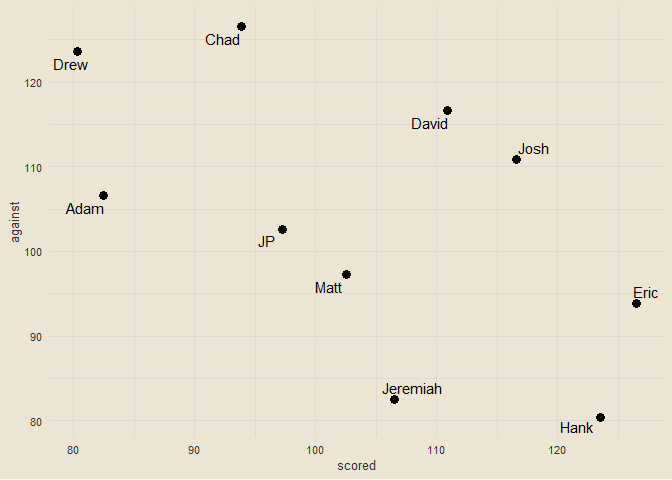 Chad
Drew
120
David
Josh
110
Adam
against
JP
100
Matt
Eric
90
Jeremiah
Hank
80
80 90 100 110 120
scored